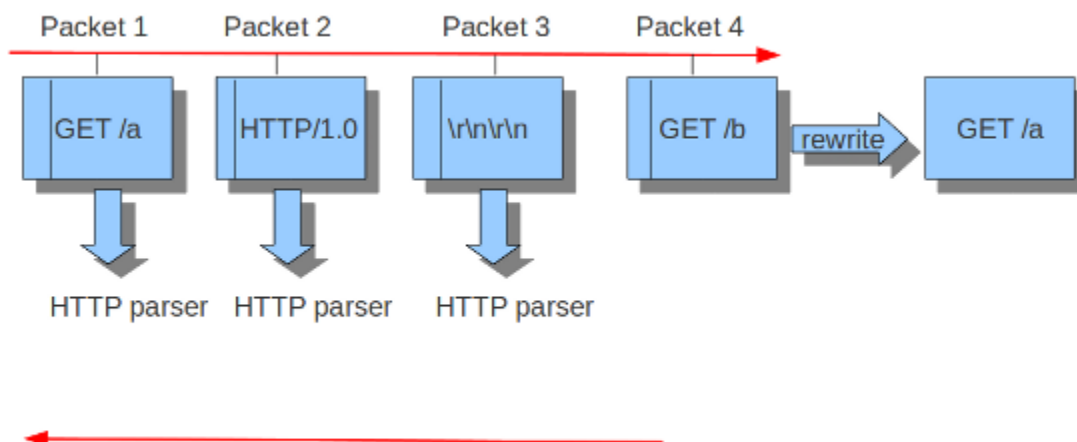 Packet 1 Packet 2 Packet 3 Packet 4
GET /a HTTP/1.0 \r\n\r\n GET /b rewrite GET /a
HTTP parser HTTP parser HTTP parser